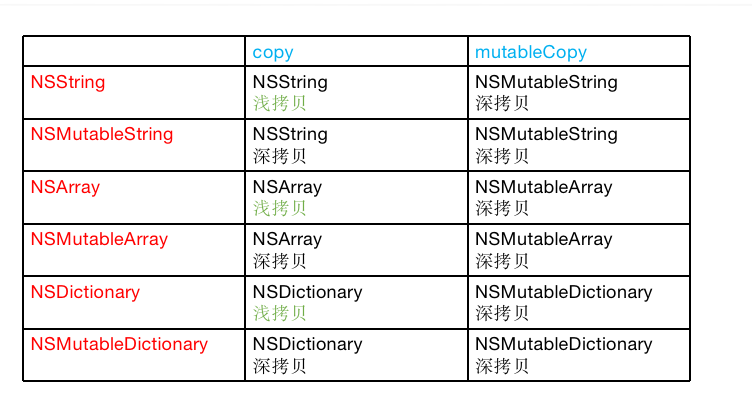 copy mutableCopy
NSString NSString NSMutableString
浅拷贝 深拷贝
NSMutableString NSString NSMutableString
深拷贝 深拷贝
NSArray NSArray NSMutableArray
浅拷贝 深拷贝
NSMutableArray NSArray NSMutableArray
深拷贝 深拷贝
NSDictionary NSDictionary NSMutableDictionary
浅拷贝 深拷贝
NSMutableDictionary NSDictionary NSMutableDictionary
深拷贝 深拷贝